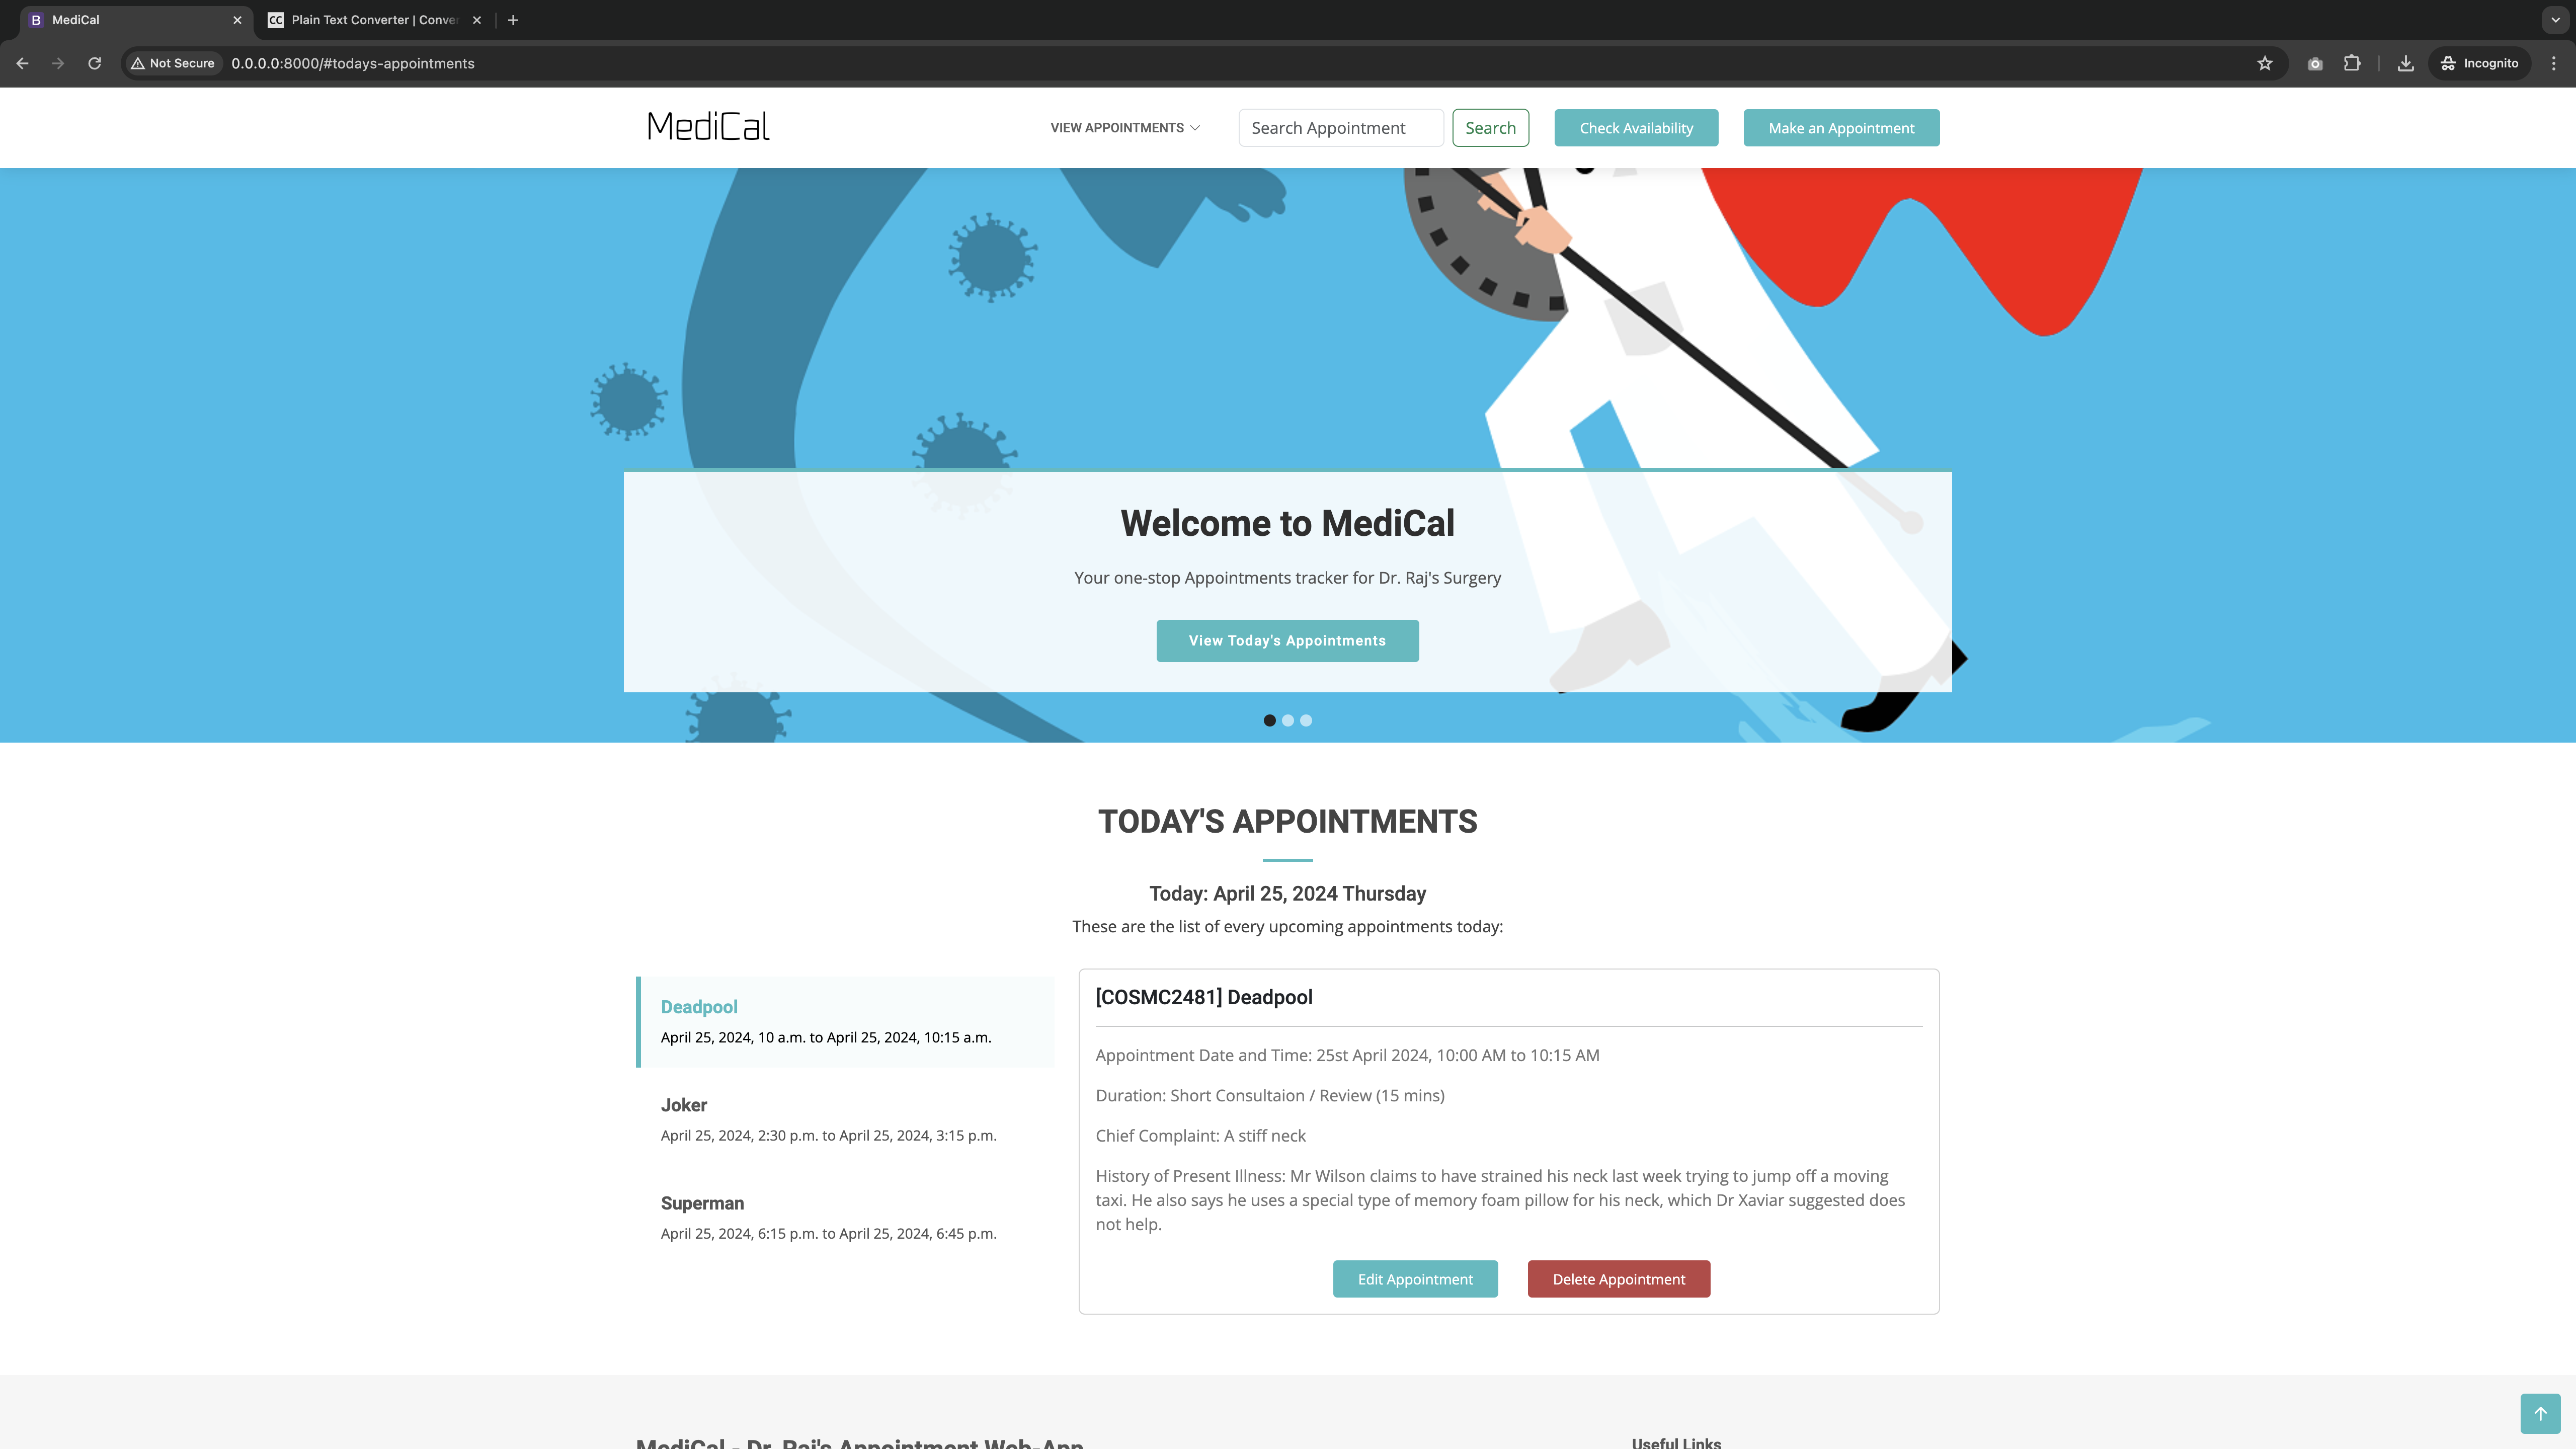 MediCal
Plain Text Converter | Conver
Not Secure
0.0.0.0:8000/#todays-appointments
Incognito
MediCal
VIEW APPOINTMENTS
Search Appointment
Search
Check Availability
Make an Appointment
Welcome to MediCal
Your one-stop Appointments tracker for Dr. Raj's Surgery
View Today's Appointments
TODAY'S APPOINTMENTS
Today: April 25, 2024 Thursday
These are the list of every upcoming appointments today:
Deadpool
April 25, 2024, 10 a.m. to April 25, 2024, 10:15 a.m.
Joker
April 25, 2024, 2:30 p.m. to April 25, 2024, 3:15 p.m.
Superman
April 25, 2024, 6:15 p.m. to April 25, 2024, 6:45 p.m.
[COSMC2481] Deadpool
Appointment Date and Time: 25st April 2024, 10:00 AM to 10:15 AM
Duration: Short Consultaion / Review (15 mins)
Chief Complaint: A stiff neck
History of Present Illness: Mr Wilson claims to have strained his neck last week trying to jump off a moving
taxi. He also says he uses a special type of memory foam pillow for his neck, which Dr Xaviar suggested does
not help.
Edit Appointment
Delete Appointment
MediCal - Dr. Raj's Appointment Web-App
Useful Links